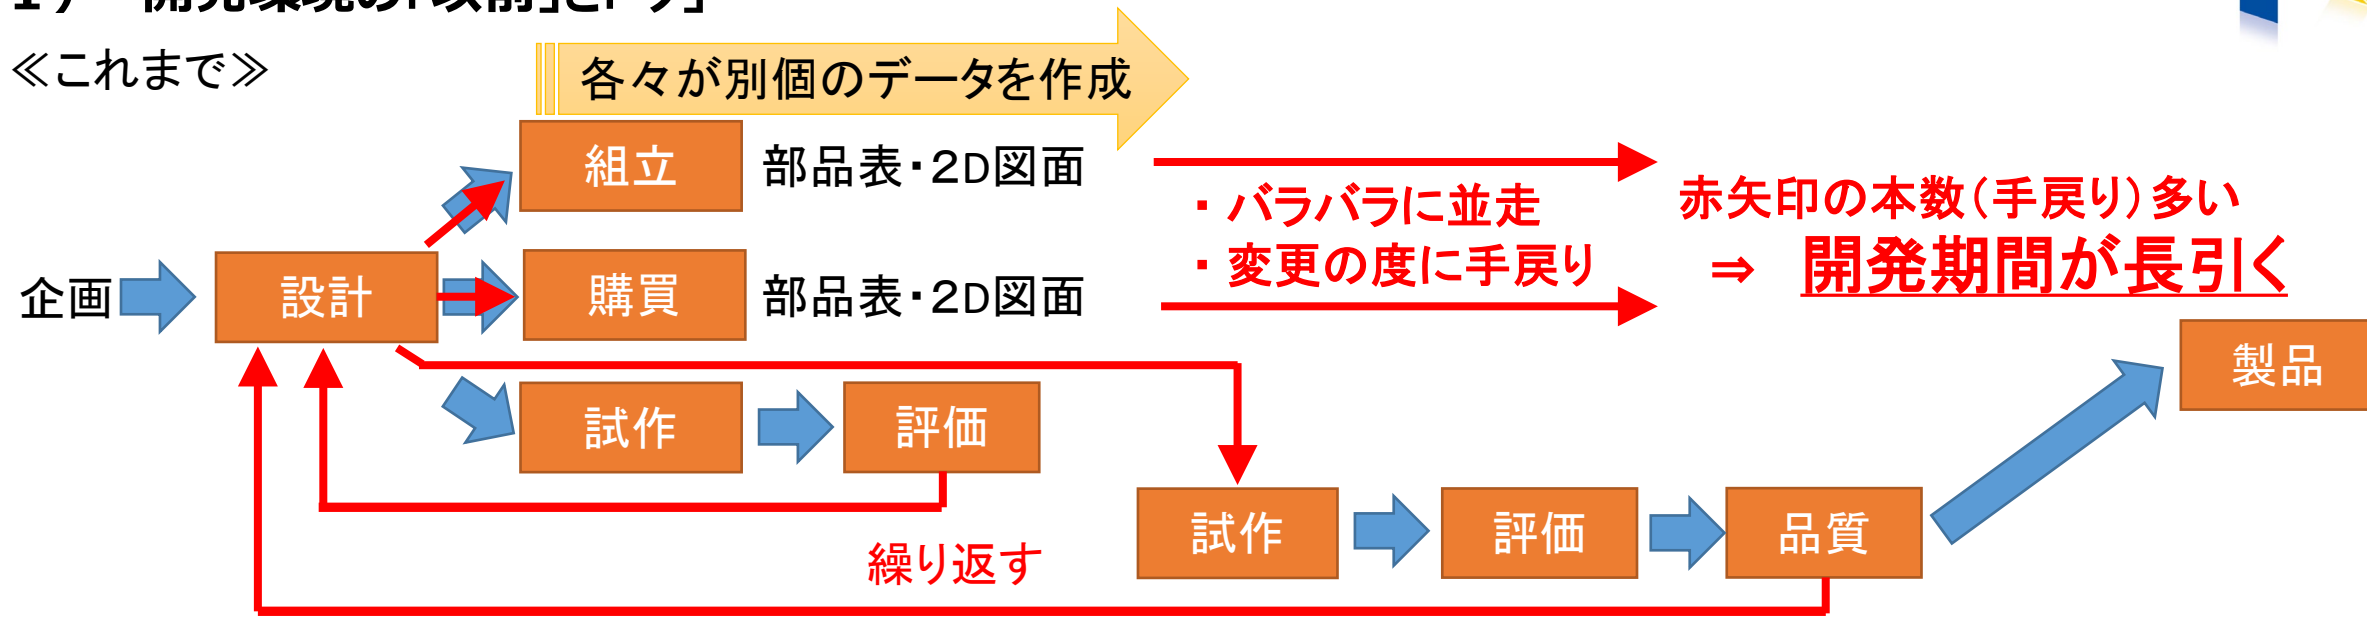 ≪これまで≫
各々が別個のデータを作成
組立
部品表・２D図面
・バラバラに並走
・変更の度に手戻り
赤矢印の本数（手戻り）多い
⇒ 開発期間が長引く
企画
設計
購買
部品表・２D図面
製品
試作
評価
試作
評価
品質
繰り返す